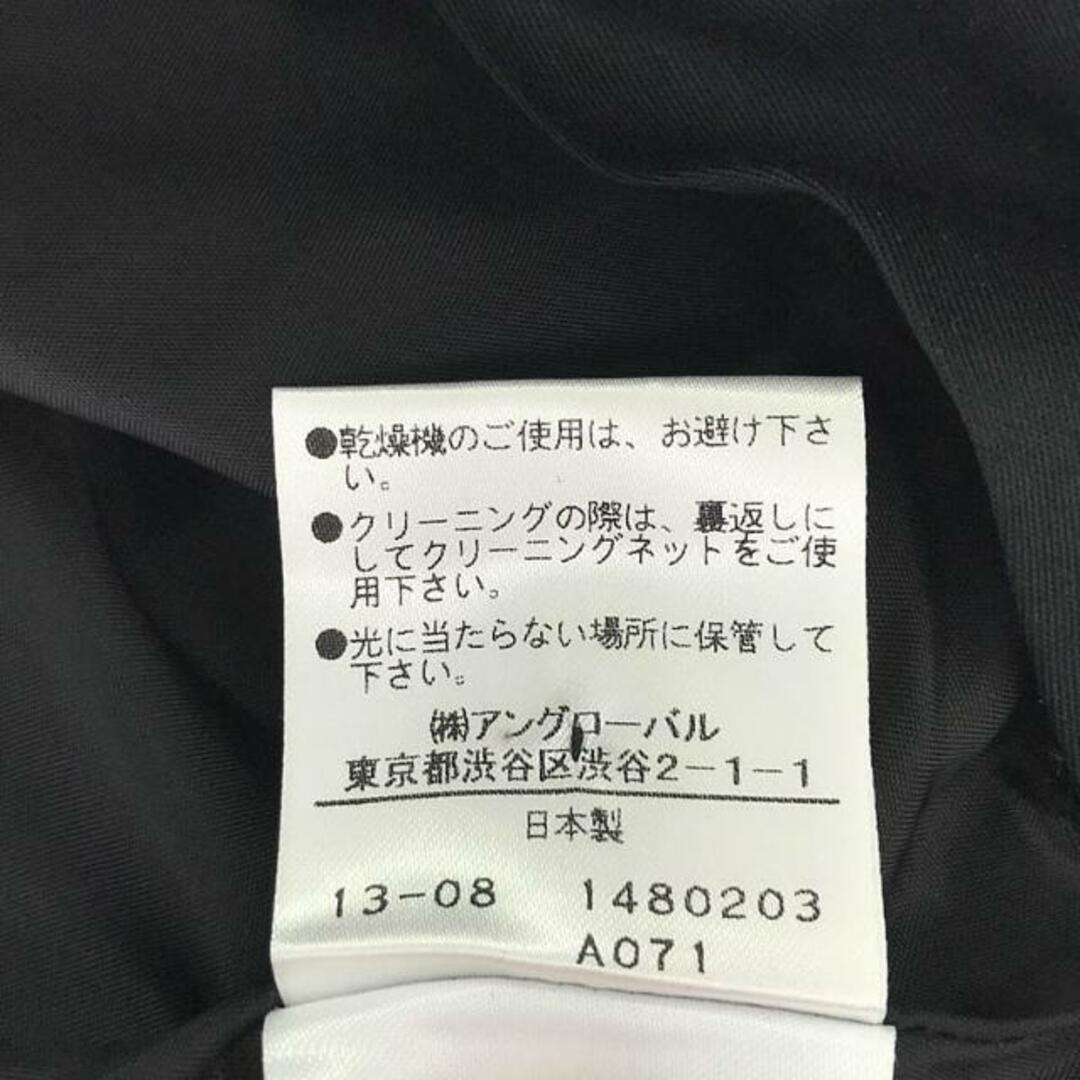 ●乾燥機のご使用は、お避け下さ
い。
●クリーニングの際は、裏返しに
してクリーニングネットをご使
用下さい。
●光に当たらない場所に保管して
下さい。
㈱アングローバル
東京都渋谷区渋谷2-1-1
日本製
13-08 1480203
A071